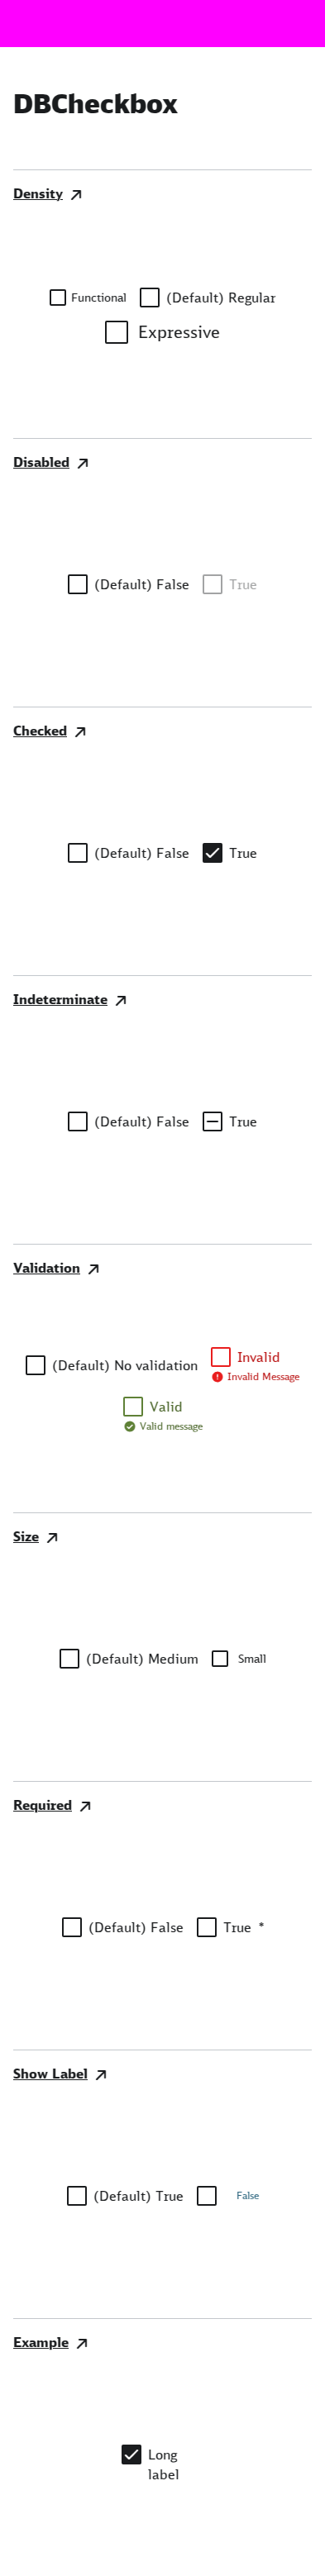 DBCheckbox
Density
Functional (Default) Regular
Expressive
Disabled
(Default) False True
Checked
(Default) False True
Indeterminate
(Default) False True
Validation
(Default) No validation Invalid
Invalid Message
Valid
Valid message
Size
(Default) Medium Small
Required
(Default) False True *
Show Label
(Default) True False
Example
Long
label